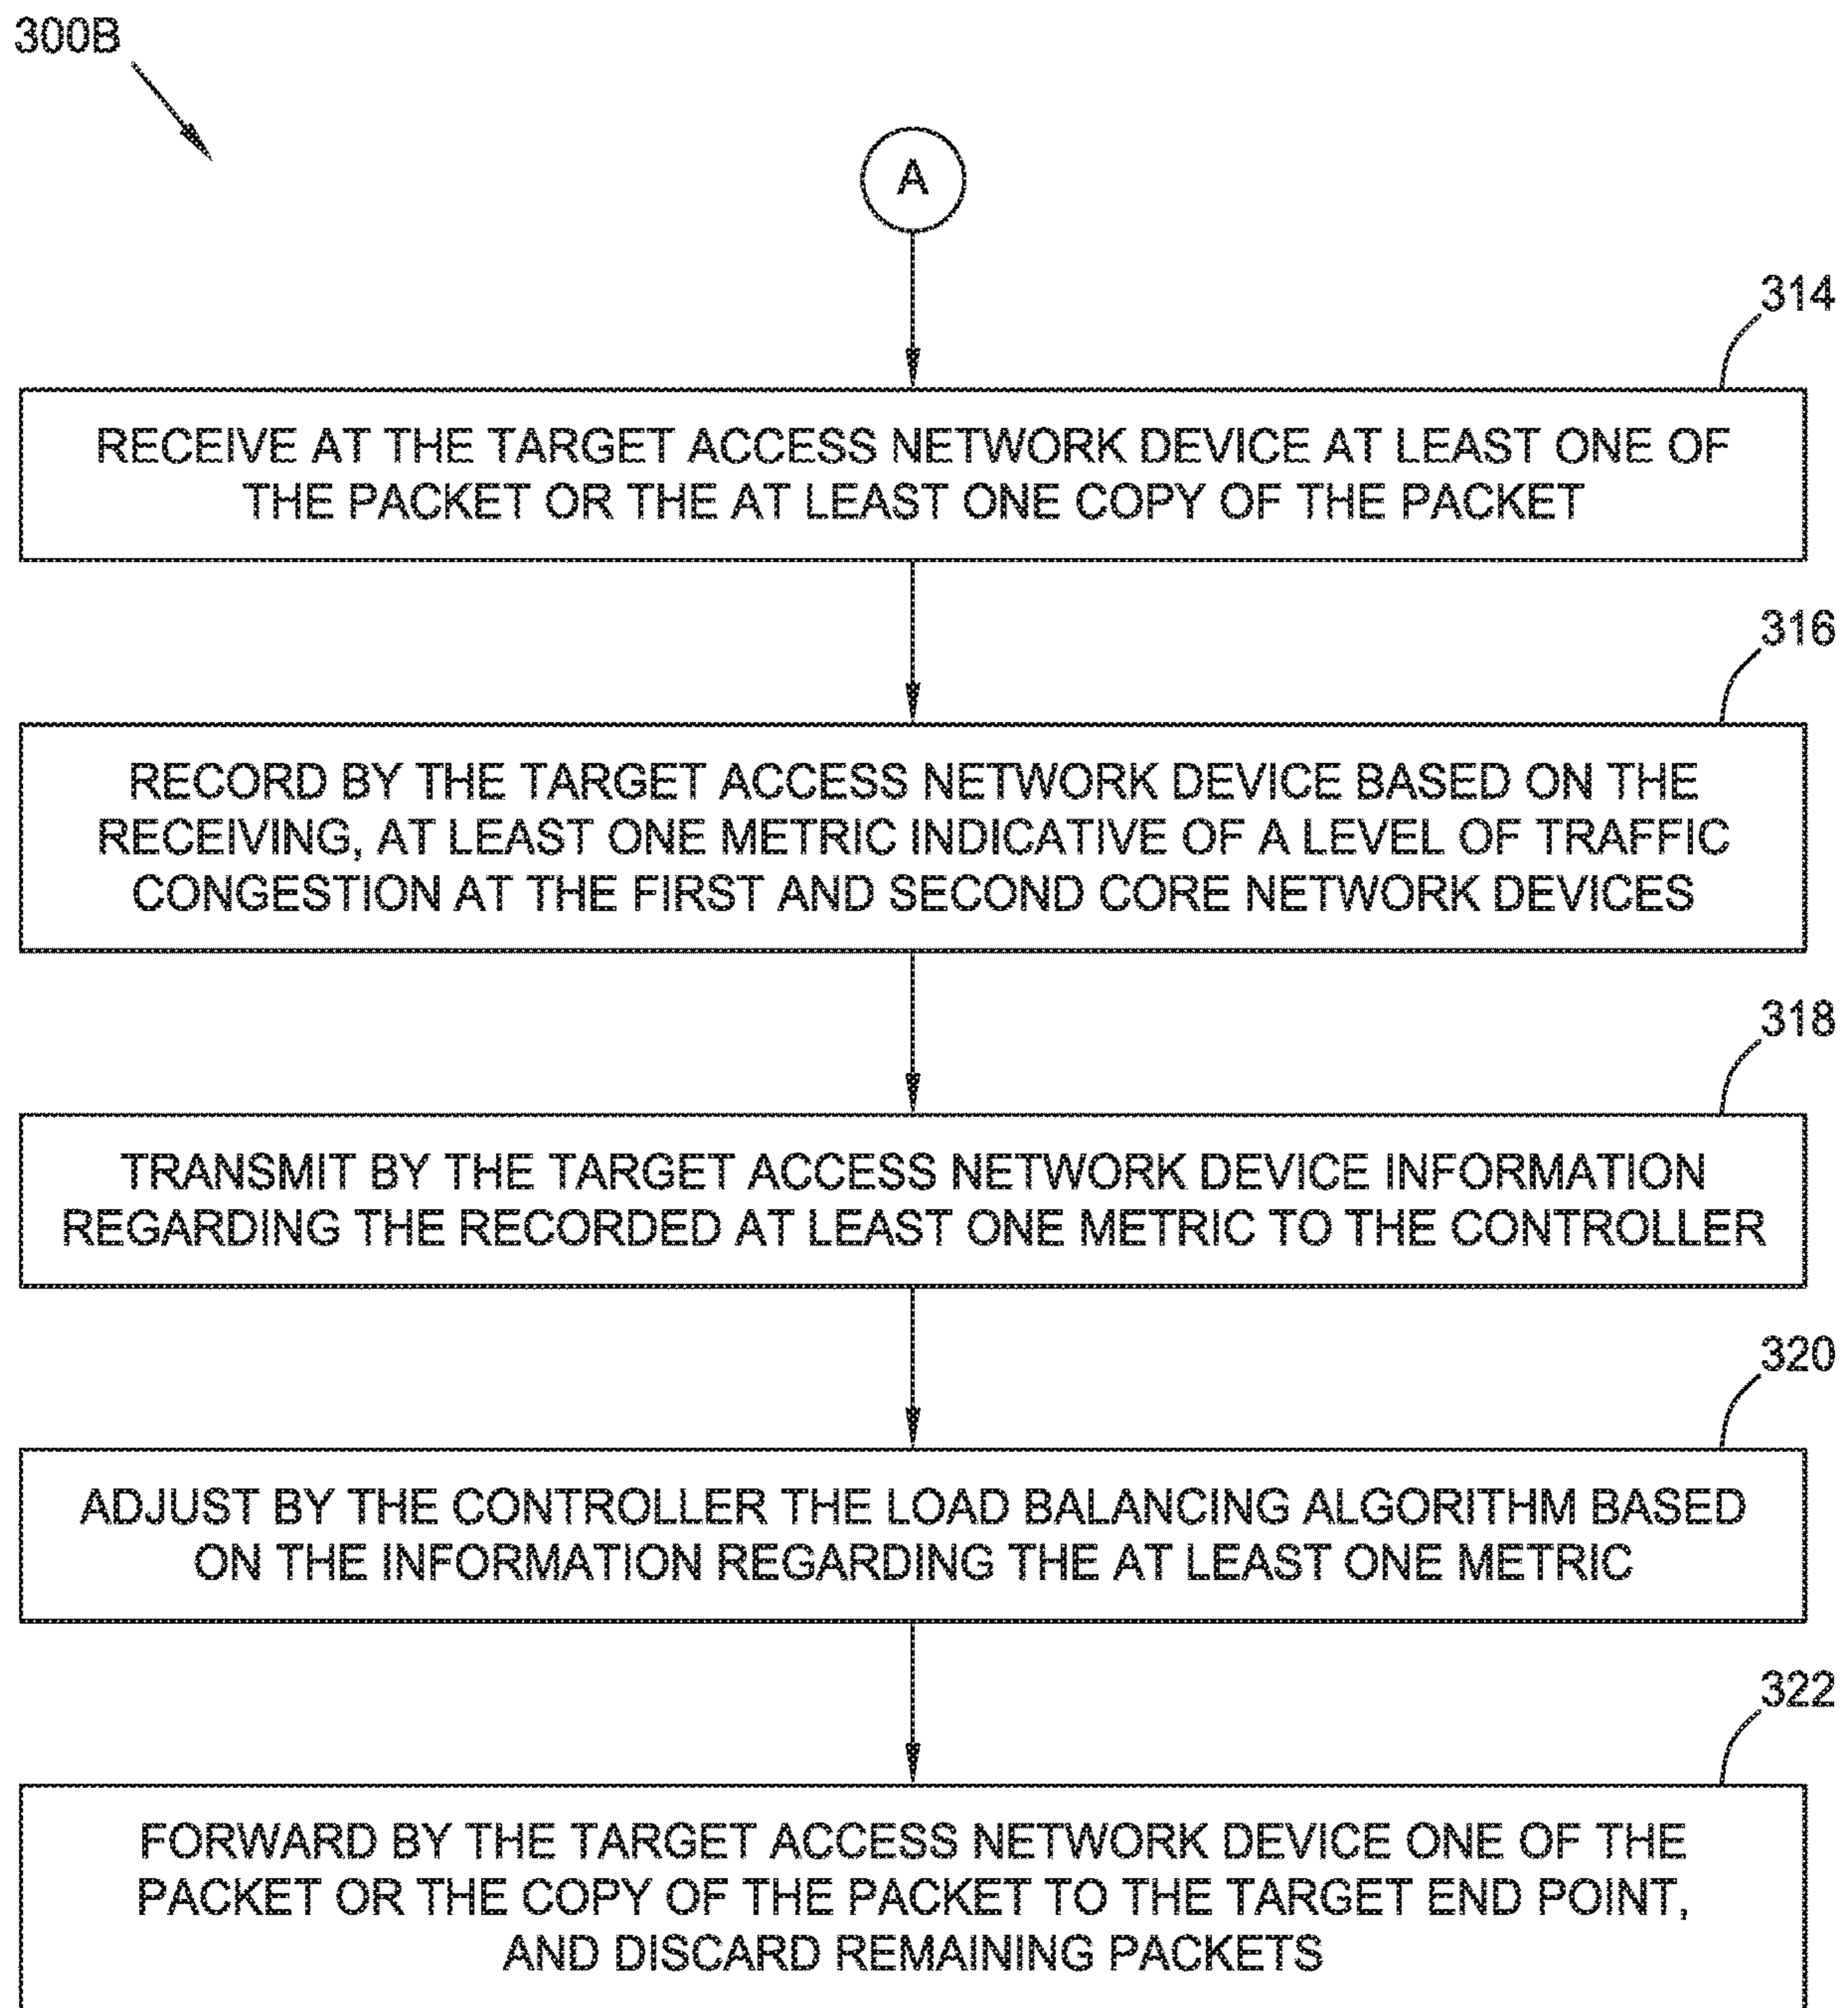 300B
A
314
RECEIVE AT THE TARGET ACCESS NETWORK DEVICE AT LEAST ONE OF
THE PACKET OR THE AT LEAST ONE COPY OF THE PACKET
316
RECORD BY THE TARGET ACCESS NETWORK DEVICE BASED ON THE
RECEIVING, AT LEAST ONE METRIC INDICATIVE OF A LEVEL OF TRAFFIC
CONGESTION AT THE FIRST AND SECOND CORE NETWORK DEVICES
318
TRANSMIT BY THE TARGET ACCESS NETWORK DEVICE INFORMATION
REGARDING THE RECORDED AT LEAST ONE METRIC TO THE CONTROLLER
320
ADJUST BY THE CONTROLLER THE LOAD BALANCING ALGORITHM BASED
ON THE INFORMATION REGARDING THE AT LEAST ONE METRIC
322
FORWARD BY THE TARGET ACCESS NETWORK DEVICE ONE OF THE
PACKET OR THE COPY OF THE PACKET TO THE TARGET END POINT,
AND DISCARD REMAINING PACKETS